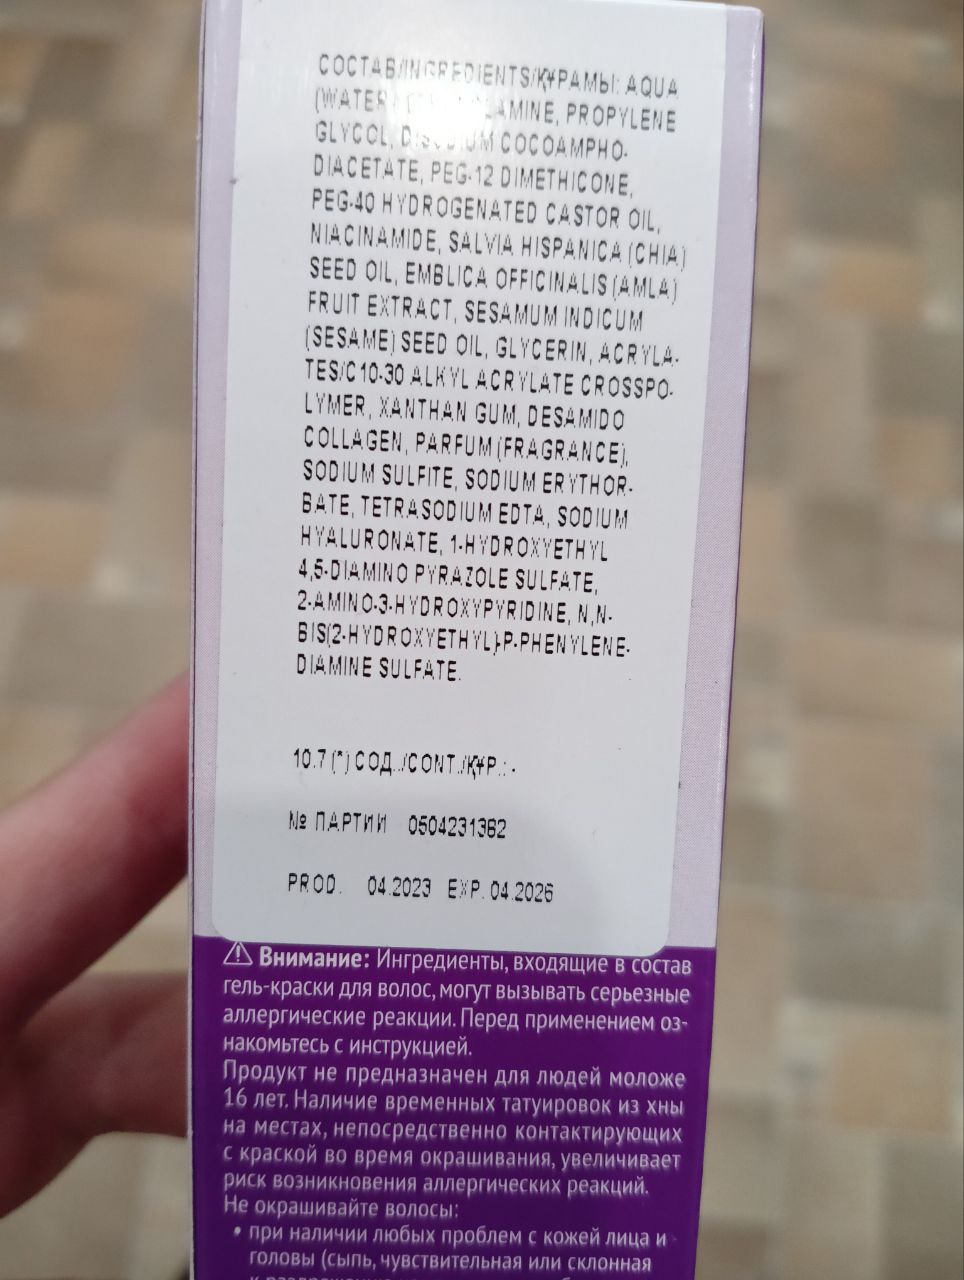 СОСТАВ/INGREDIENTS/ҚҰРАМЫ: AQUA
(WATER), PROPYLENE
GLYCOL, DISODIUM COCOAMPHO-
DIACETATE, PEG-12 DIMETHICONE,
PEG-40 HYDROGENATED CASTOR OIL,
NIACINAMIDE, SALVIA HISPANICA (CHIA)
SEED OIL, EMBLICA OFFICINALIS (AMLA)
FRUIT EXTRACT, SESAMUM INDICUM
(SESAME) SEED OIL, GLYCERIN, ACRYLA-
TES/C10-30 ALKYL ACRYLATE CROSSPO-
LYMER, XANTHAN GUM, DESAMIDO
COLLAGEN, PARFUM (FRAGRANCE),
SODIUM SULFITE, SODIUM ERYTHOR-
BATE, TETRASODIUM EDTA, SODIUM
HYALURONATE, 1-HYDROXYETHYL
4,5-DIAMINO PYRAZOLE SULFATE,
2-AMINO-3-HYDROXYPYRIDINE, N,N-
BIS(2-HYDROXYETHYL)-P-PHENYLENE-
DIAMINE SULFATE.
10.7 (*) СОД./CONT./ҚҰР.: -
№ ПАРТИИ 0504231362
PROD. 04.2023 EXP. 04.2026
Внимание: Ингредиенты, входящие в состав
гель-краски для волос, могут вызывать серьезные
аллергические реакции. Перед применением оз-
накомьтесь с инструкцией.
Продукт не предназначен для людей моложе
16 лет. Наличие временных татуировок из хны
на местах, непосредственно контактирующих
с краской во время окрашивания, увеличивает
риск возникновения аллергических реакций.
Не окрашивайте волосы:
• при наличии любых проблем с кожей лица и
головы (сыпь, чувствительная или склонная